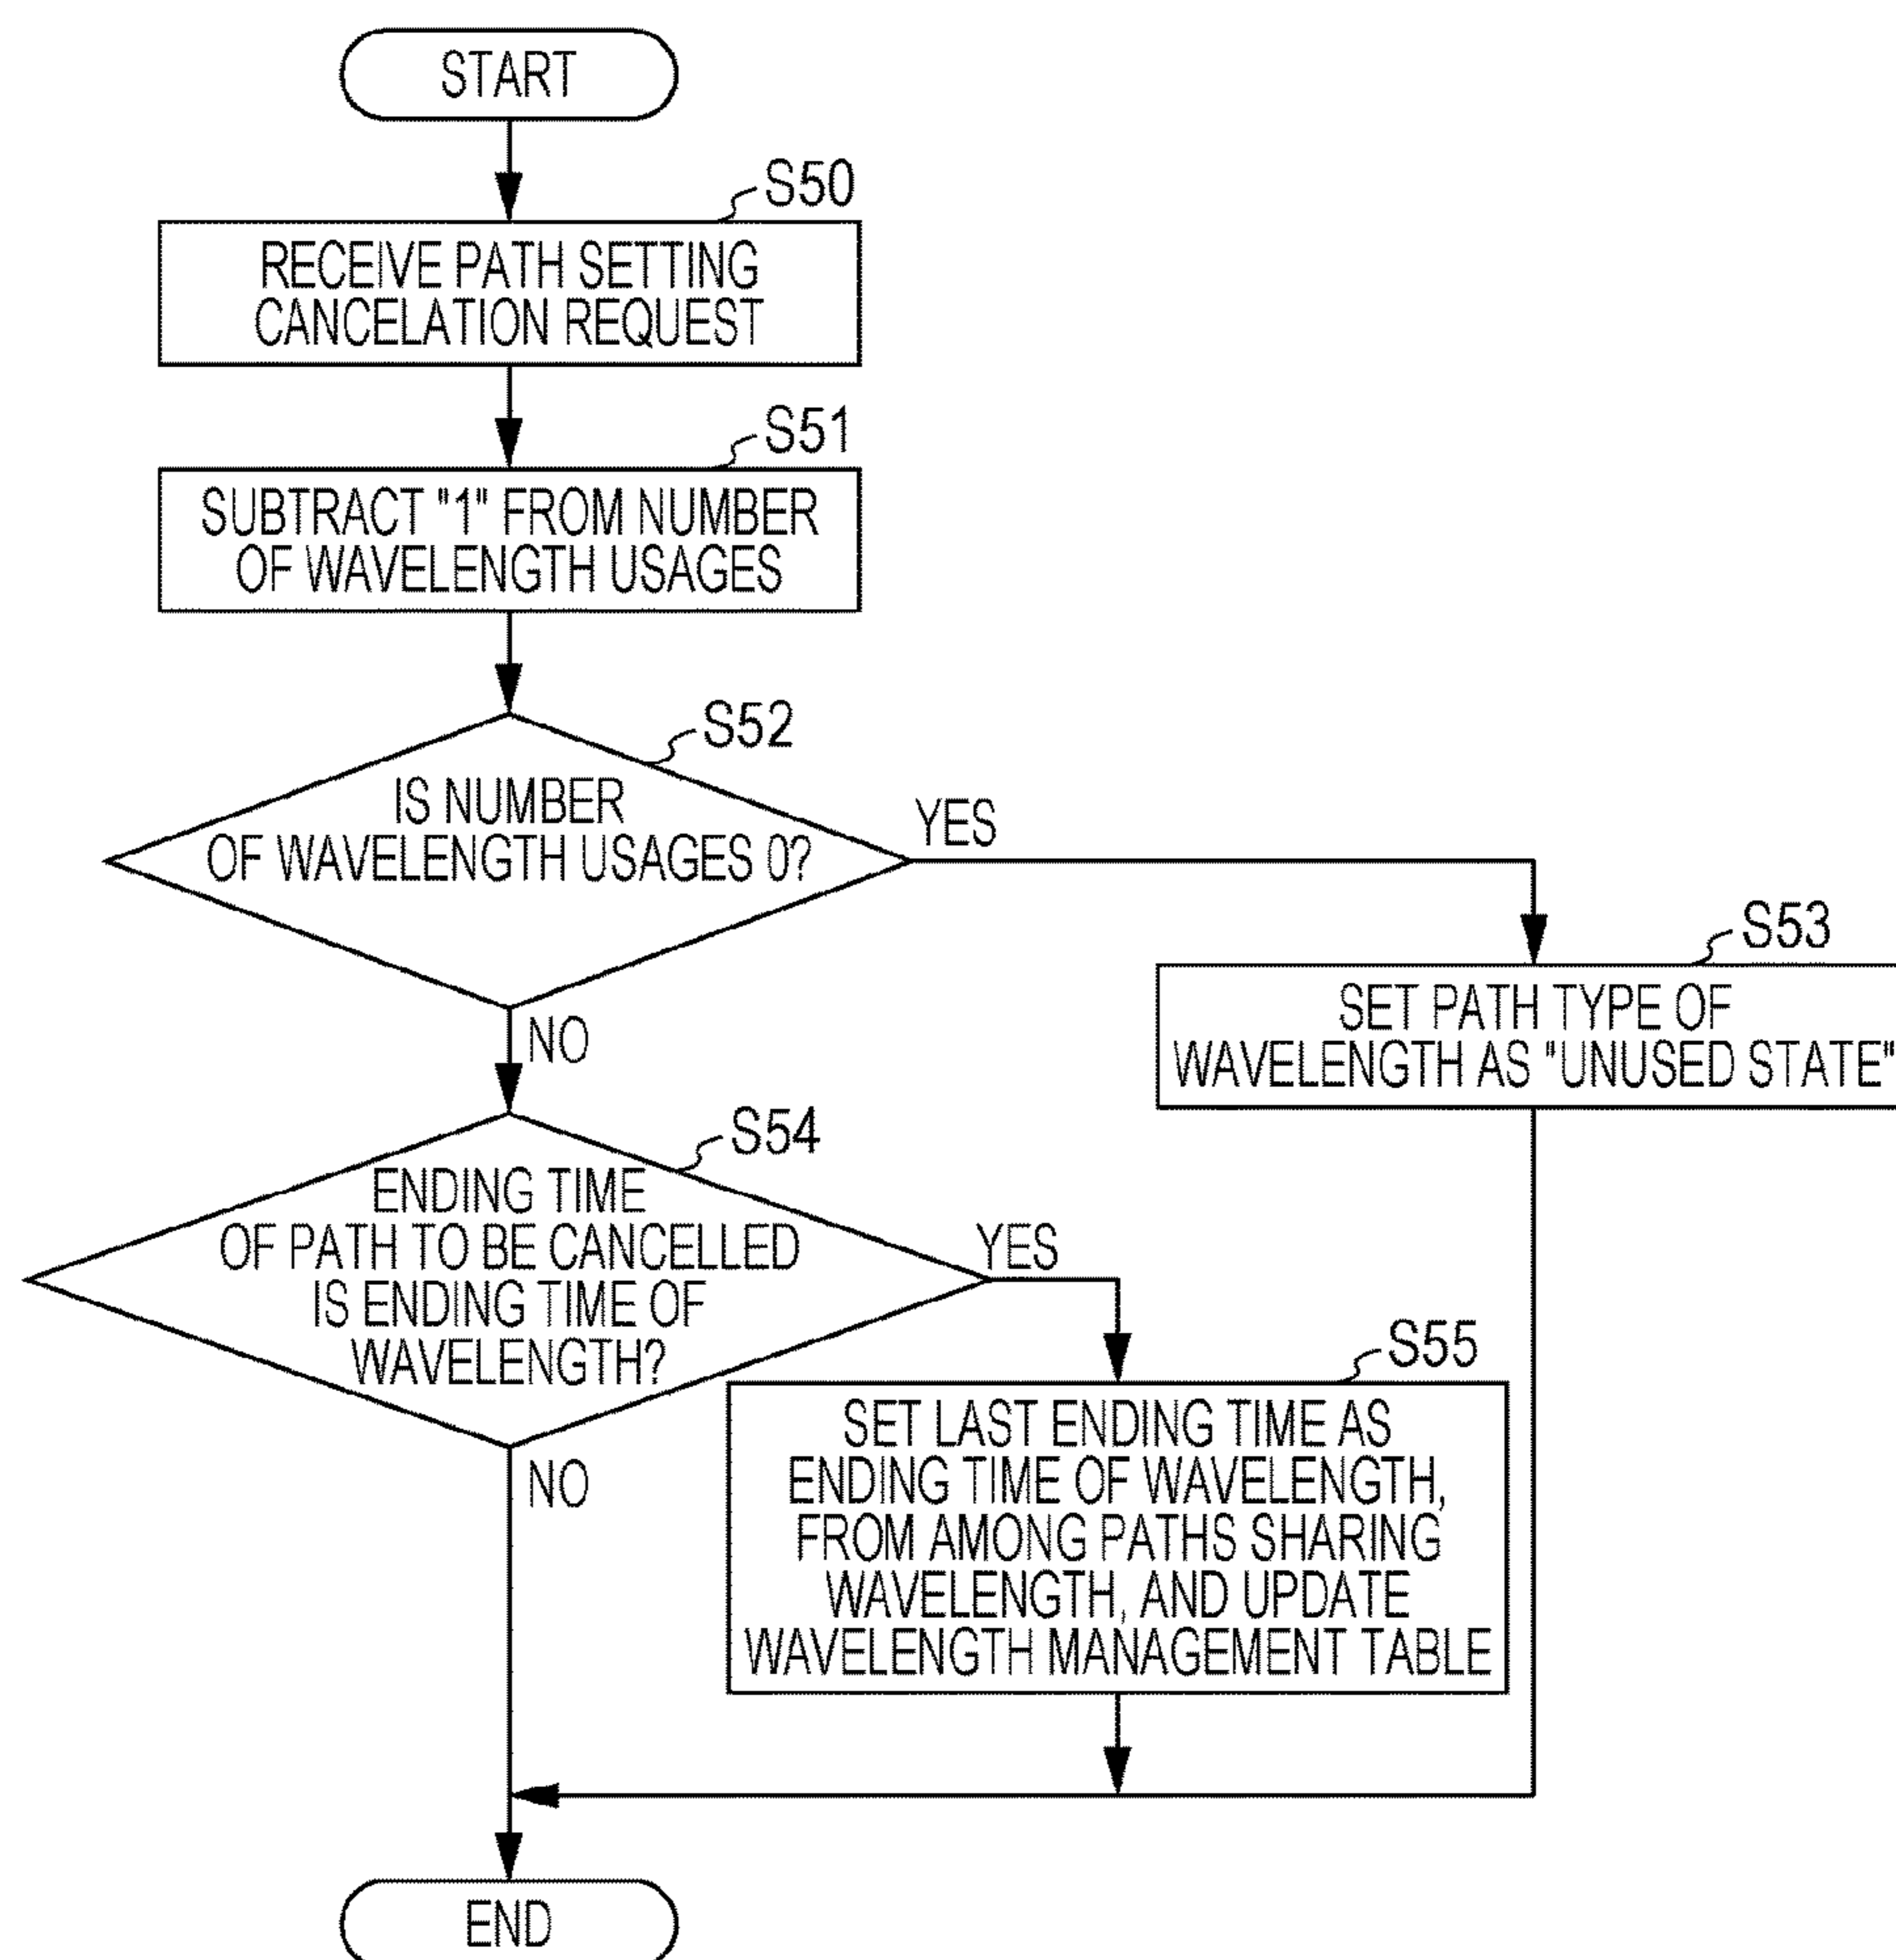 START
S50
RECEIVE PATH SETTING
CANCELATION REQUEST
S51
SUBTRACT "1" FROM NUMBER
OF WAVELENGTH USAGES
S52
IS NUMBER
OF WAVELENGTH USAGES 0?
YES
NO
S53
SET PATH TYPE OF
WAVELENGTH AS "UNUSED STATE"
S54
ENDING TIME
OF PATH TO BE CANCELLED
IS ENDING TIME OF
WAVELENGTH?
YES
NO
S55
SET LAST ENDING TIME AS
ENDING TIME OF WAVELENGTH,
FROM AMONG PATHS SHARING
WAVELENGTH, AND UPDATE
WAVELENGTH MANAGEMENT TABLE
END